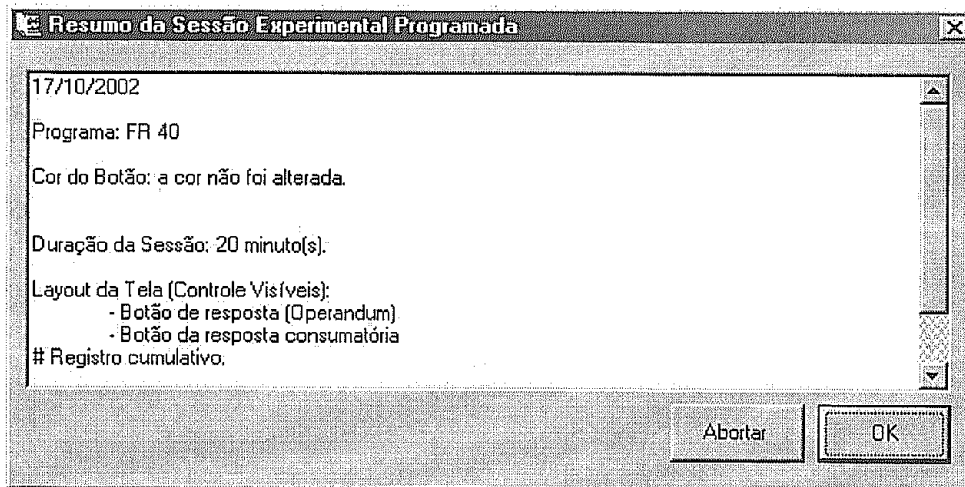 Resumo da Sessão Experimental Programada
17/10/2002
Programa: FR 40
Cor do Botão: a cor não foi alterada.
Duração da Sessão: 20 minuto(s).
Layout da Tela (Controle Visíveis):
- Botão de resposta (Operandum)
- Botão da resposta consumatória
# Registro cumulativo.
Abortar
OK